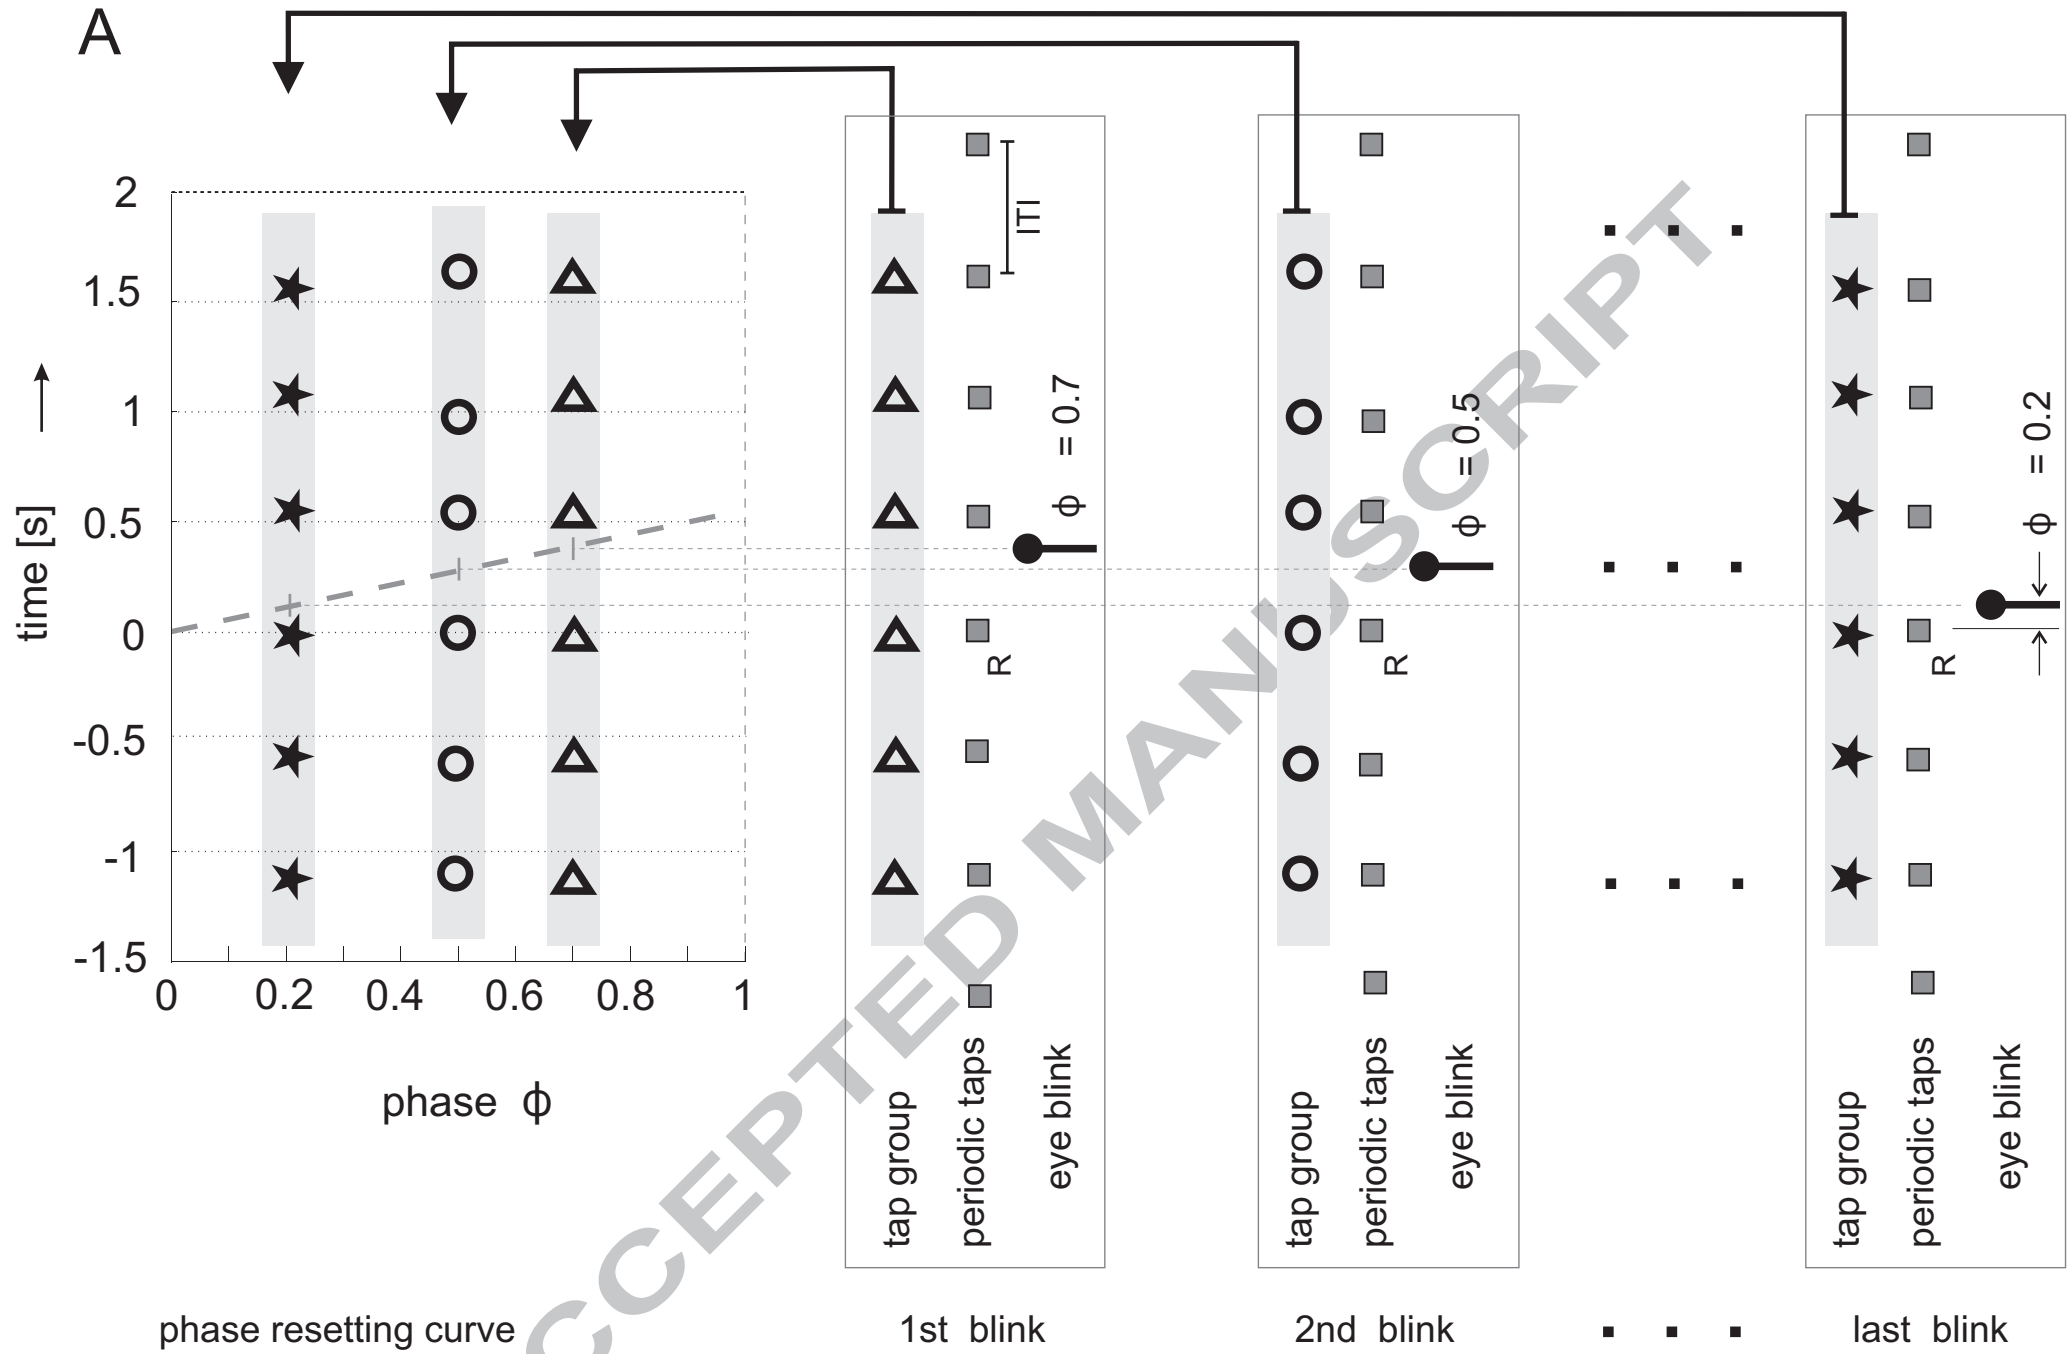 A
2
1.5
1
0.5
0
-0.5
-1
-1.5
time [s]
0 0.2 0.4 0.6 0.8 1
phase ϕ
phase resetting curve
ITI
ϕ = 0.7
R
tap group
periodic taps
eye blink
1st blink
ϕ = 0.5
R
tap group
periodic taps
eye blink
2nd blink
ϕ = 0.2
R
tap group
periodic taps
eye blink
last blink
CCEPTED MANUSCRIPT